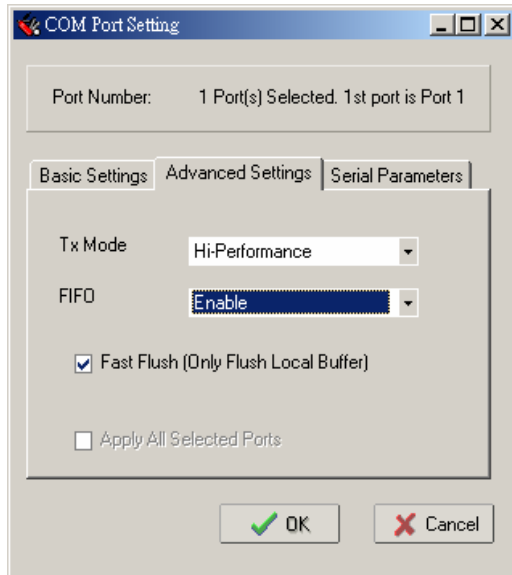 COM Port Setting
Port Number: 1 Port(s) Selected. 1st port is Port 1
Basic Settings Advanced Settings Serial Parameters
Tx Mode Hi-Performance
FIFO Enable
Fast Flush (Only Flush Local Buffer)
Apply All Selected Ports
OK Cancel